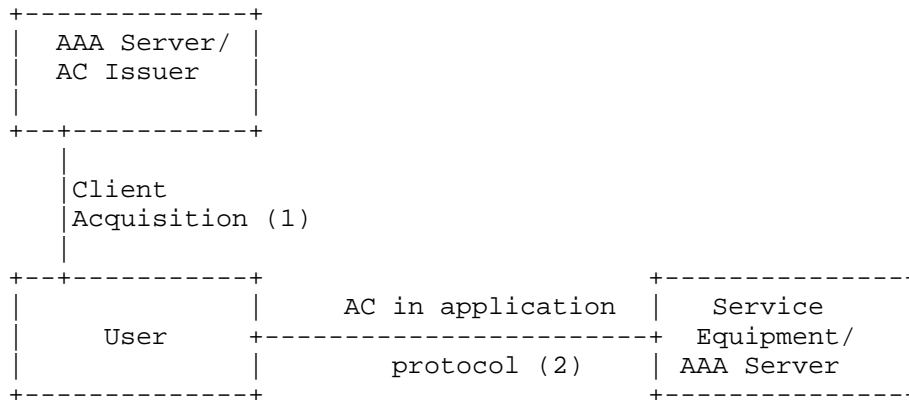 AAA Server/
AC Issuer
Client
Acquisition (1)
AC in application
Service
User
Equipment/
protocol (2)
AAA Server